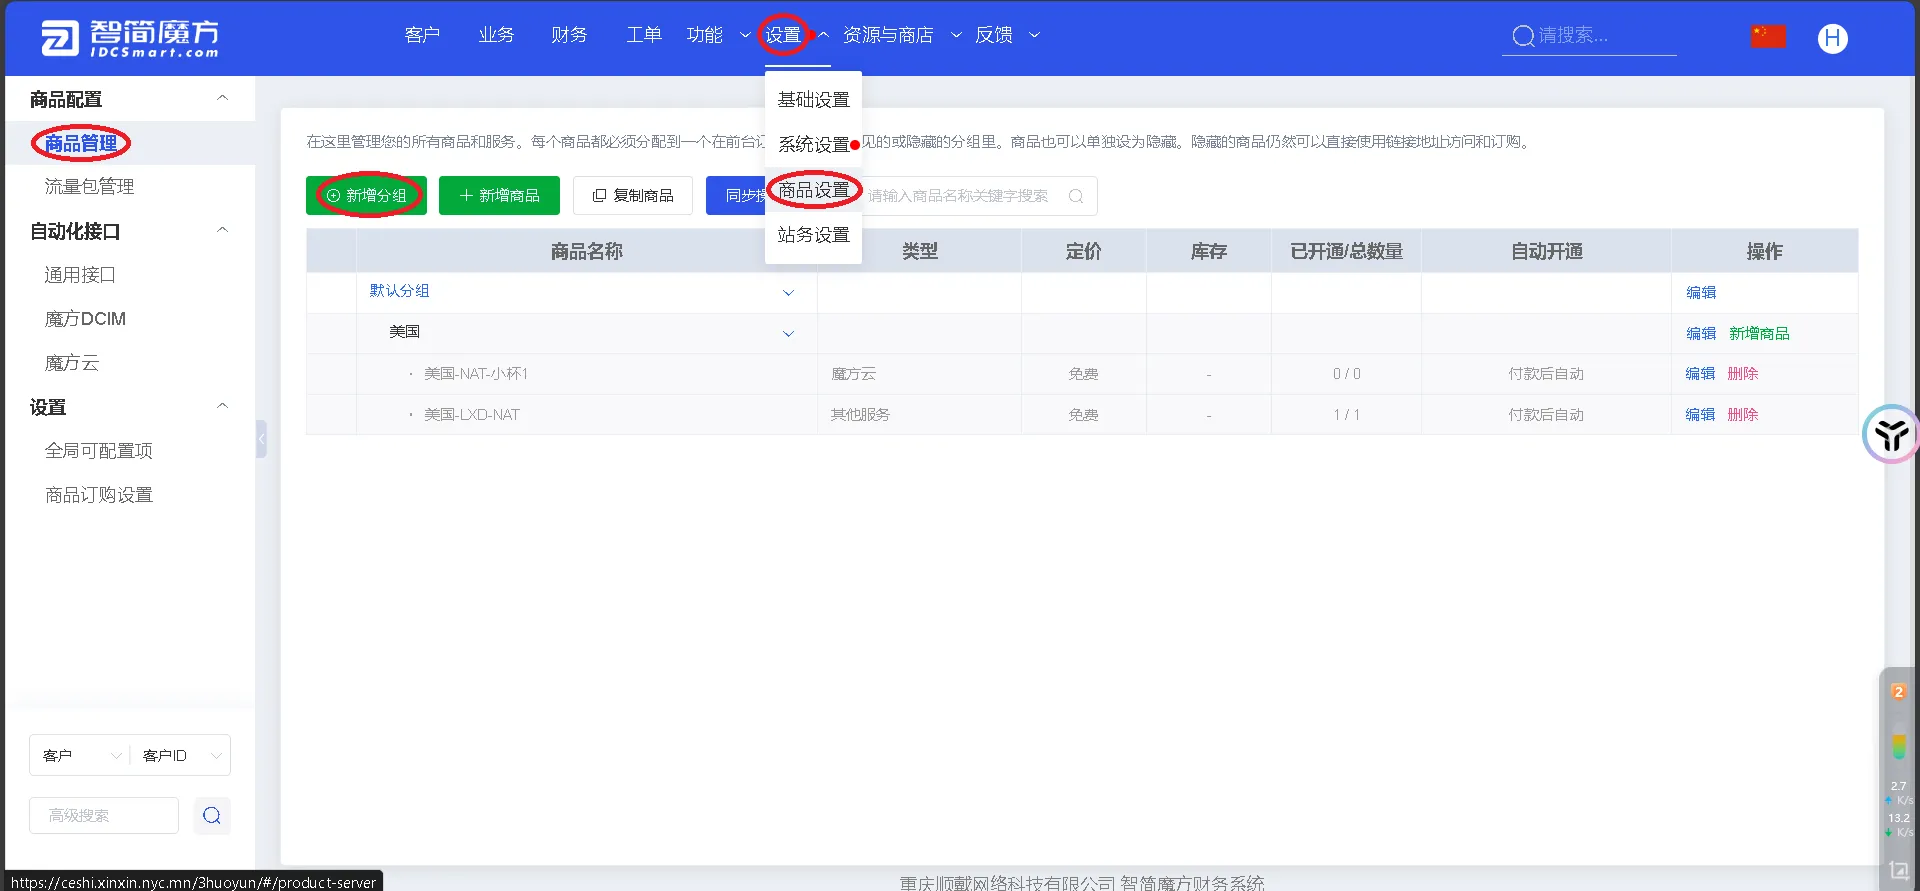 智简魔方
IDCSmart.com
客户 业务 财务 工单 功能 设置 资源与商店 反馈
请搜索...
H
基础设置
系统设置
商品设置
站务设置
商品配置
商品管理
流量包管理
自动化接口
通用接口
魔方DCIM
魔方云
设置
全局可配置项
商品订购设置
客户 客户ID
高级搜索
在这里管理您的所有商品和服务。每个商品都必须分配到一个在前台订 见的或隐藏的分组里。商品也可以单独设为隐藏。隐藏的商品仍然可以直接使用链接地址访问和订购。
新增分组 新增商品 复制商品 同步 请输入商品名称关键字搜索
商品名称 类型 定价 库存 已开通/总数量 自动开通 操作
默认分组 编辑
美国 编辑 新增商品
· 美国-NAT-小杯1 魔方云 免费 - 0 / 0 付款后自动 编辑 删除
· 美国-LXD-NAT 其他服务 免费 - 1 / 1 付款后自动 编辑 删除
2
2.7
K/s
13.2
K/s
https://ceshi.xinxin.nyc.mn/3huoyun/#/product-server
重庆顺戴网络科技有限公司 智简魔方财务系统